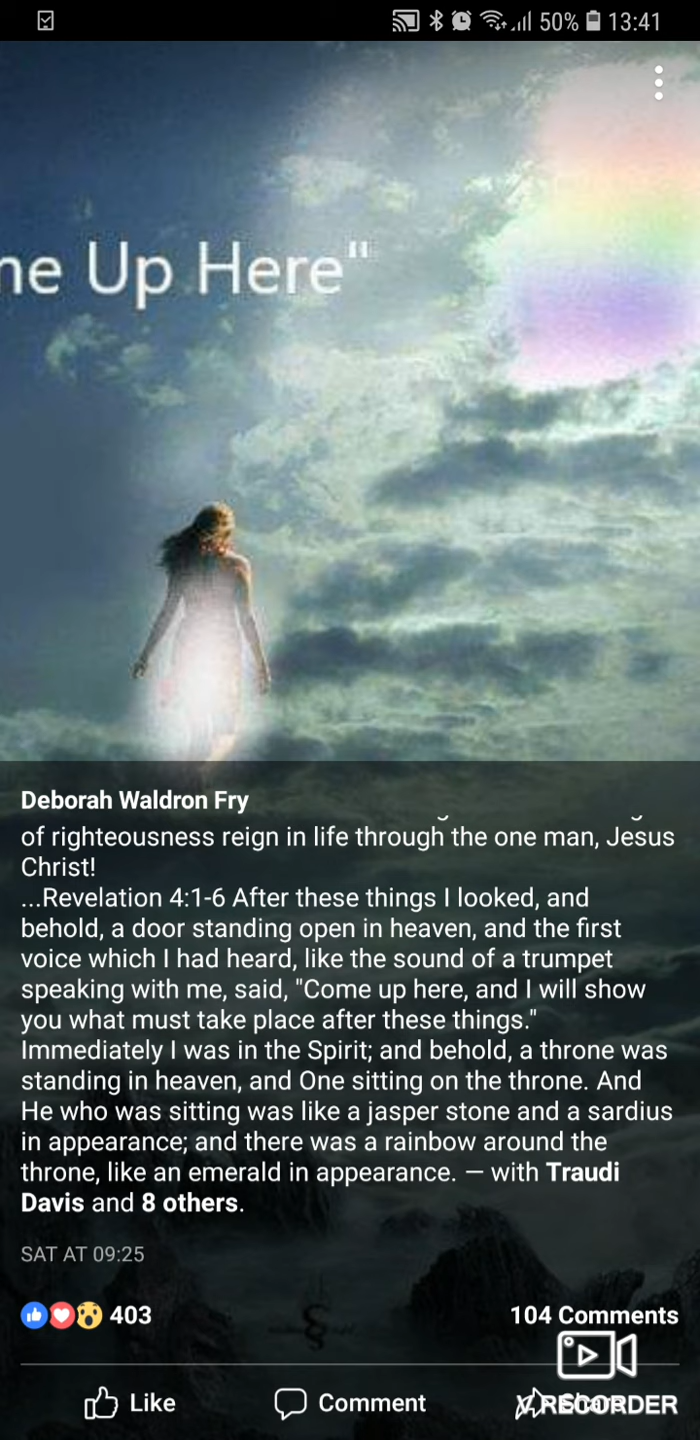 50% 13:41
me Up Here"
Deborah Waldron Fry
of righteousness reign in life through the one man, Jesus
Christ!
...Revelation 4:1-6 After these things I looked, and
behold, a door standing open in heaven, and the first
voice which I had heard, like the sound of a trumpet
speaking with me, said, "Come up here, and I will show
you what must take place after these things."
Immediately I was in the Spirit; and behold, a throne was
standing in heaven, and One sitting on the throne. And
He who was sitting was like a jasper stone and a sardius
in appearance; and there was a rainbow around the
throne, like an emerald in appearance. — with Traudi
Davis and 8 others.
SAT AT 09:25
403 104 Comments
Like Comment Share
V RECORDER